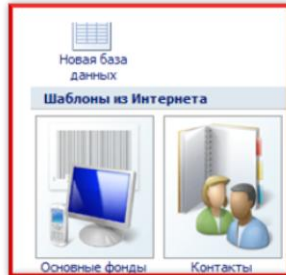 Новая база
данных
Шаблоны из Интернета
Основные фонды
Контакты